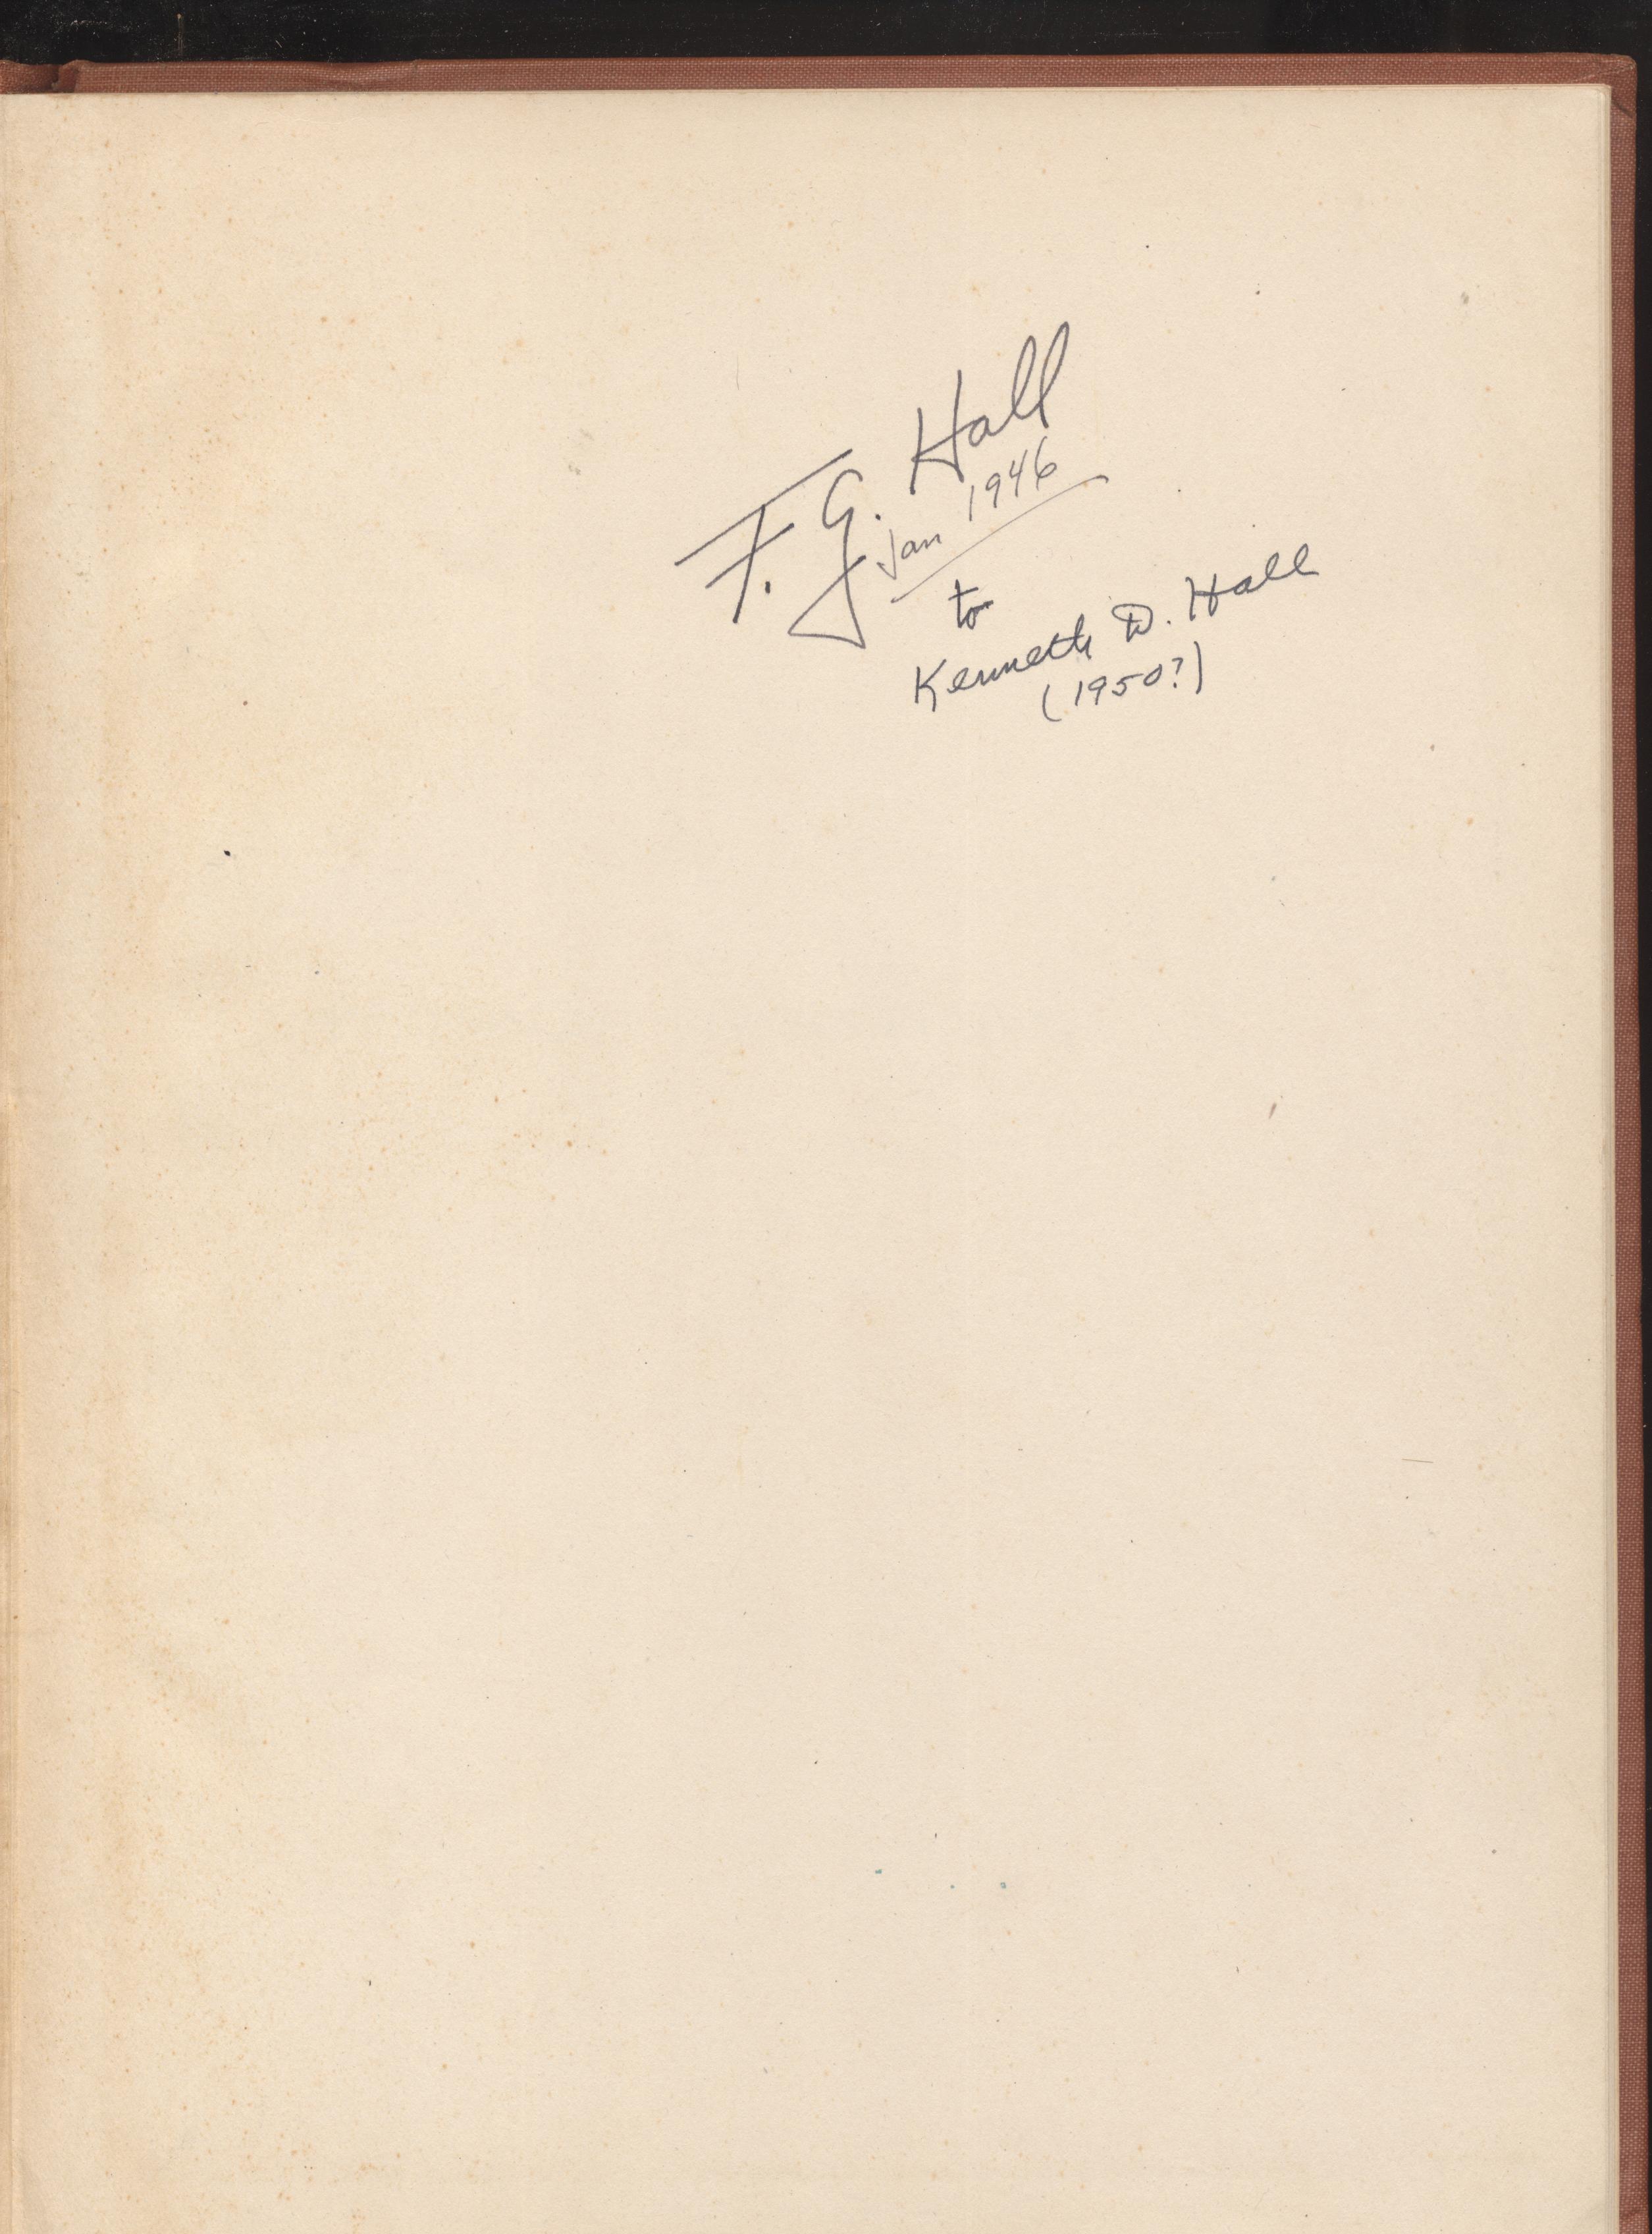 F. G. Hall
Jan 1946
to
Kenneth D. Hall
(1950?)